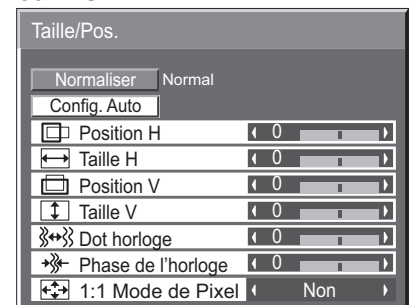 Taille/Pos.
Normaliser Normal
Config. Auto
Position H 0
Taille H 0
Position V 0
Taille V 0
Dot horloge 0
Phase de l'horloge 0
1:1 Mode de Pixel Non